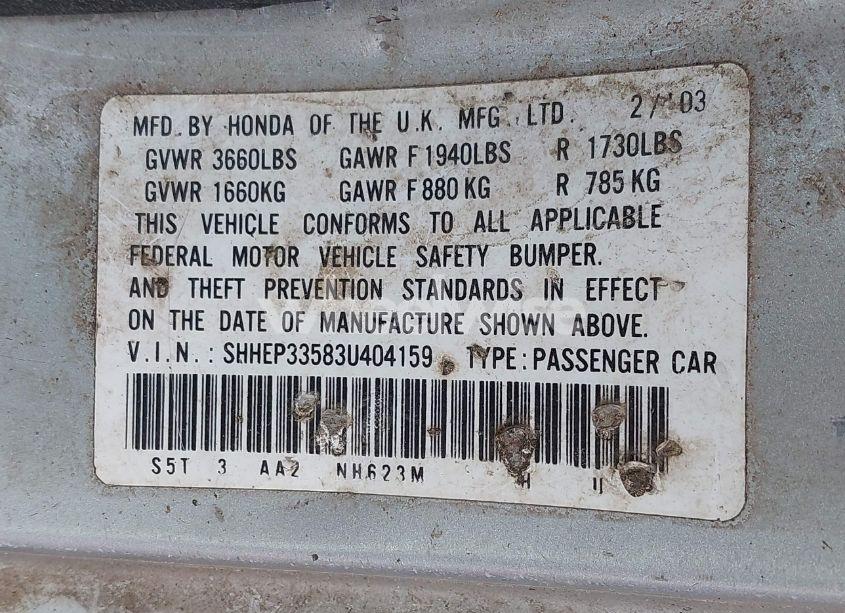 MFD. BY HONDA OF THE U.K. MFG. LTD. 2/'03
GVWR 3660LBS GAWR F 1940LBS R 1730LBS
GVWR 1660KG GAWR F 880 KG R 785 KG
THIS VEHICLE CONFORMS TO ALL APPLICABLE
FEDERAL MOTOR VEHICLE SAFETY BUMPER.
AND THEFT PREVENTION STANDARDS IN EFFECT
ON THE DATE OF MANUFACTURE SHOWN ABOVE.
V.I.N.: SHHEP33583U404159 TYPE: PASSENGER CAR
S5T 3 AA2 NH623M H U